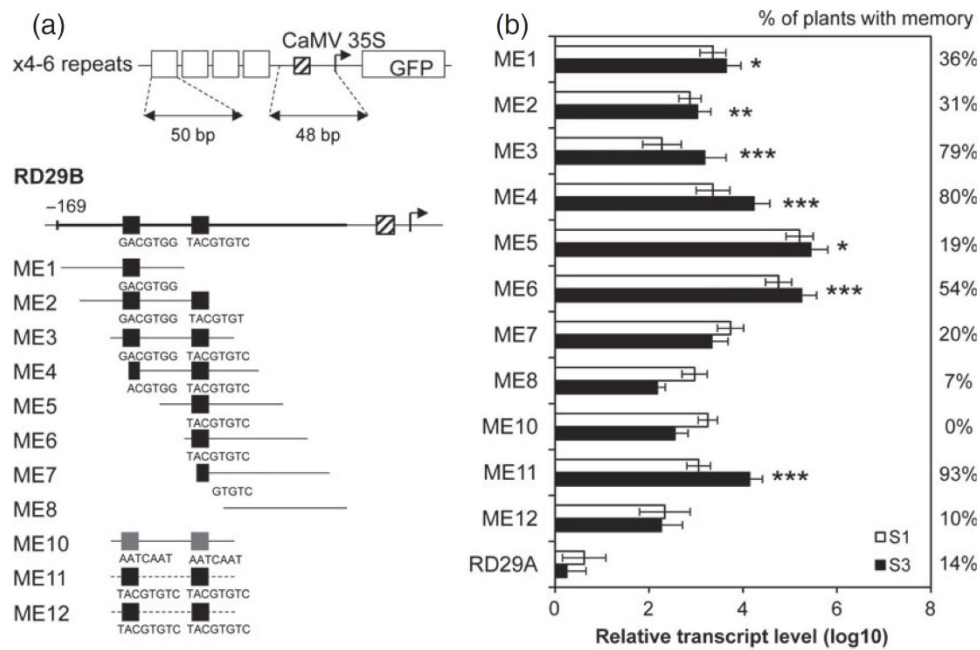 (a)
CaMV 35S
x4-6 repeats
GFP
50 bp
48 bp
RD29B
–169
GACGTGG TACGTGTC
ME1
GACGTGG
ME2
GACGTGG TACGTGT
ME3
GACGTGG TACGTGTC
ME4
ACGTGG TACGTGTC
ME5
TACGTGTC
ME6
TACGTGTC
ME7
GTGTC
ME8
ME10
AATCAAT AATCAAT
ME11
TACGTGTC TACGTGTC
ME12
TACGTGTC TACGTGTC
(b)
% of plants with memory
ME1 * 36%
ME2 ** 31%
ME3 *** 79%
ME4 *** 80%
ME5 * 19%
ME6 *** 54%
ME7 20%
ME8 7%
ME10 0%
ME11 *** 93%
ME12 10%
RD29A 14%
S1
S3
0 2 4 6 8
Relative transcript level (log10)